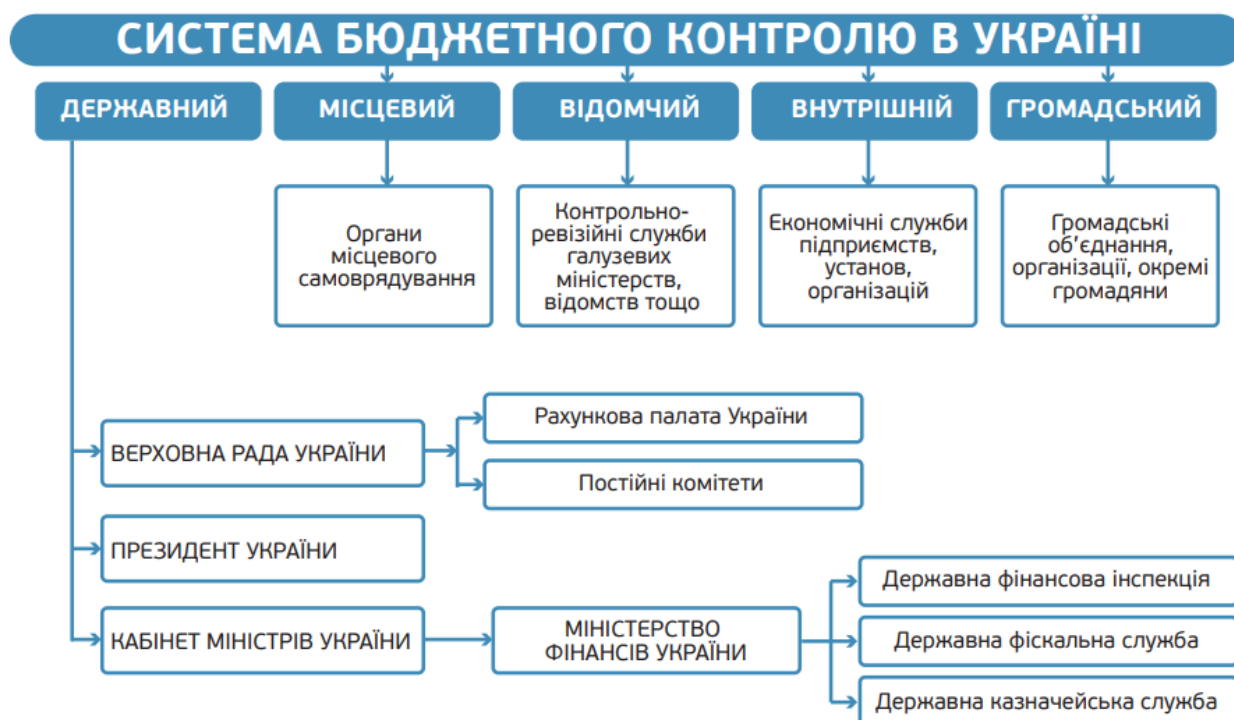 СИСТЕМА БЮДЖЕТНОГО КОНТРОЛЮ В УКРАЇНІ
ДЕРЖАВНИЙ
МІСЦЕВИЙ
ВІДОМЧИЙ
ВНУТРІШНІЙ
ГРОМАДСЬКИЙ
Органи
місцевого
самоврядування
Контрольно-
ревізійні служби
галузевих
міністерств,
відомств тощо
Економічні служби
підприємств,
установ,
організацій
Громадські
об’єднання,
організації, окремі
громадяни
ВЕРХОВНА РАДА УКРАЇНИ
Рахункова палата України
Постійні комітети
ПРЕЗИДЕНТ УКРАЇНИ
КАБІНЕТ МІНІСТРІВ УКРАЇНИ
МІНІСТЕРСТВО
ФІНАНСІВ УКРАЇНИ
Державна фінансова інспекція
Державна фіскальна служба
Державна казначейська служба